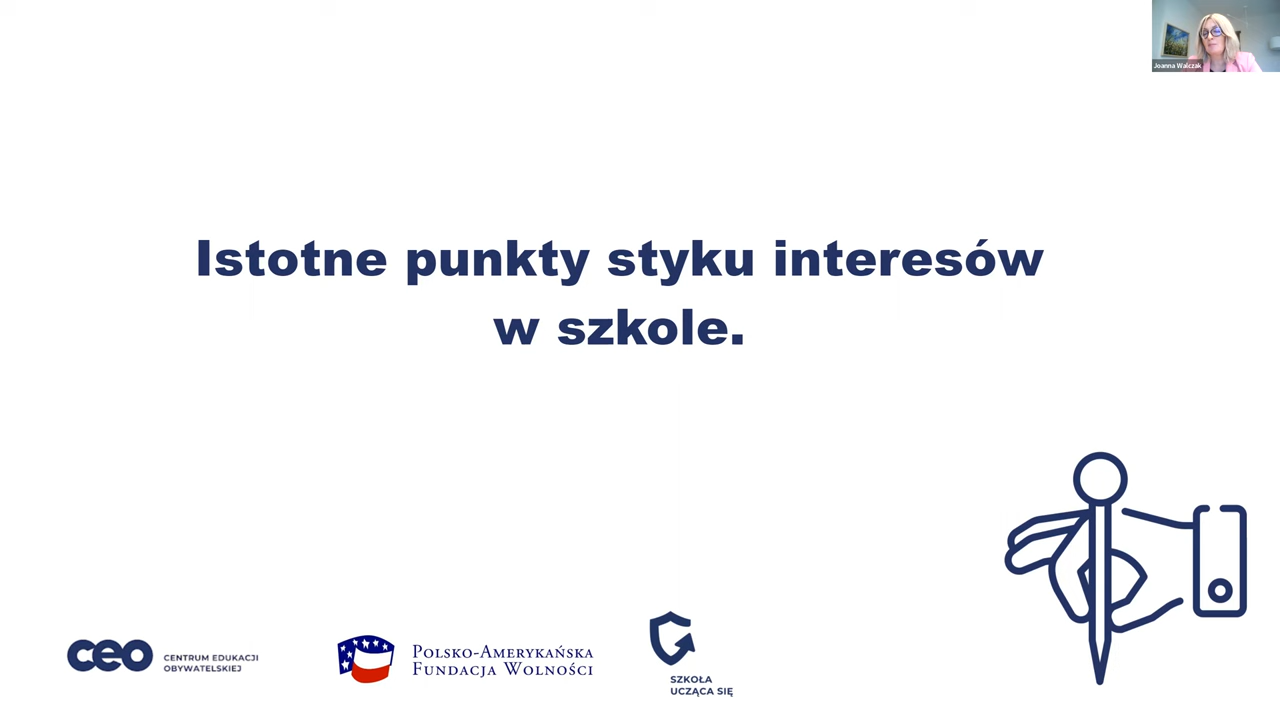 Joanna Walczak
Istotne punkty styku interesów
w szkole.
ceo
CENTRUM EDUKACJI
OBYWATELSKIEJ
POLSKO-AMERYKAŃSKA
FUNDACJA WOLNOŚCI
SZKOŁA
UCZĄCA SIĘ